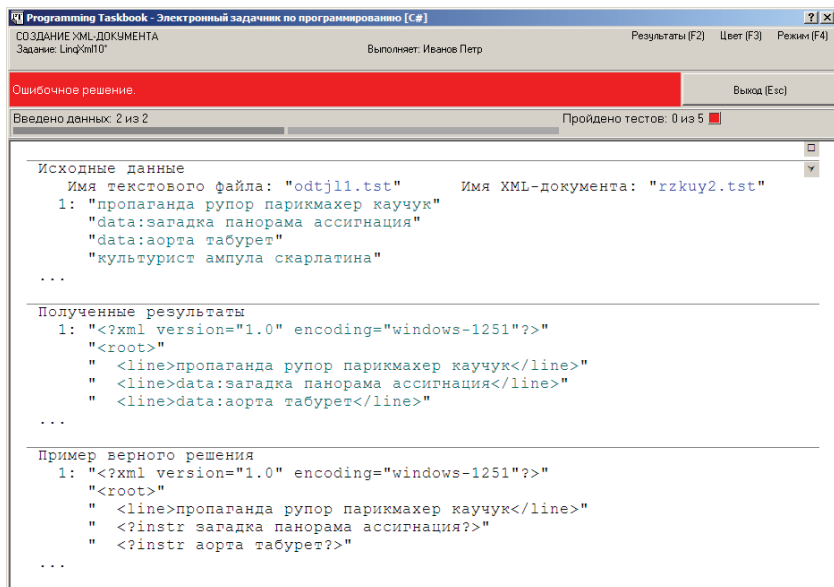 Programming Taskbook - Электронный задачник по программированию [C#]
СОЗДАНИЕ XML-ДОКУМЕНТА
Результаты (F2) Цвет (F3) Режим (F4)
Задание: LinqXml10° Выполняет: Иванов Петр
Ошибочное решение. Выход (Esc)
Введено данных: 2 из 2 Пройдено тестов: 0 из 5
Исходные данные
Имя текстового файла: "odtjl1.tst" Имя XML-документа: "rzkuy2.tst"
1: "пропаганда рупор парикмахер каучук"
"data:загадка панорама ассигнация"
"data:аорта табурет"
"культурист ампула скарлатина"
...
Полученные результаты
1: "<?xml version="1.0" encoding="windows-1251"?>"
"<root>"
" <line>пропаганда рупор парикмахер каучук</line>"
" <line>data:загадка панорама ассигнация</line>"
" <line>data:аорта табурет</line>"
...
Пример верного решения
1: "<?xml version="1.0" encoding="windows-1251"?>"
"<root>"
" <line>пропаганда рупор парикмахер каучук</line>"
" <?instr загадка панорама ассигнация?>"
" <?instr аорта табурет?>"
...